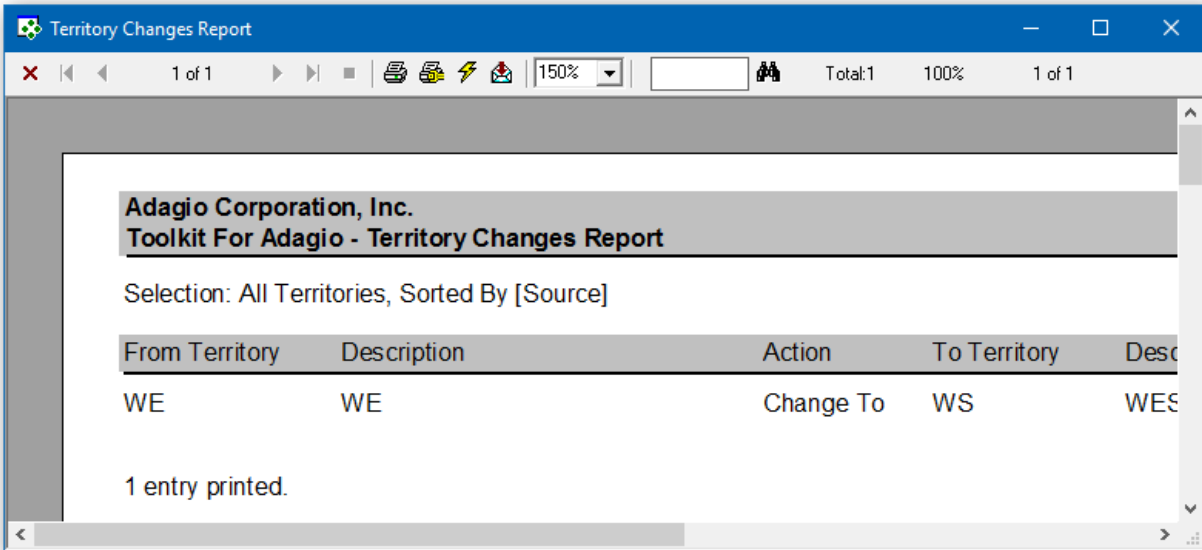 Territory Changes Report
1 of 1 150% Total:1 100% 1 of 1
Adagio Corporation, Inc.
Toolkit For Adagio - Territory Changes Report
Selection: All Territories, Sorted By [Source]
From Territory Description Action To Territory Desc
WE WE Change To WS WES
1 entry printed.